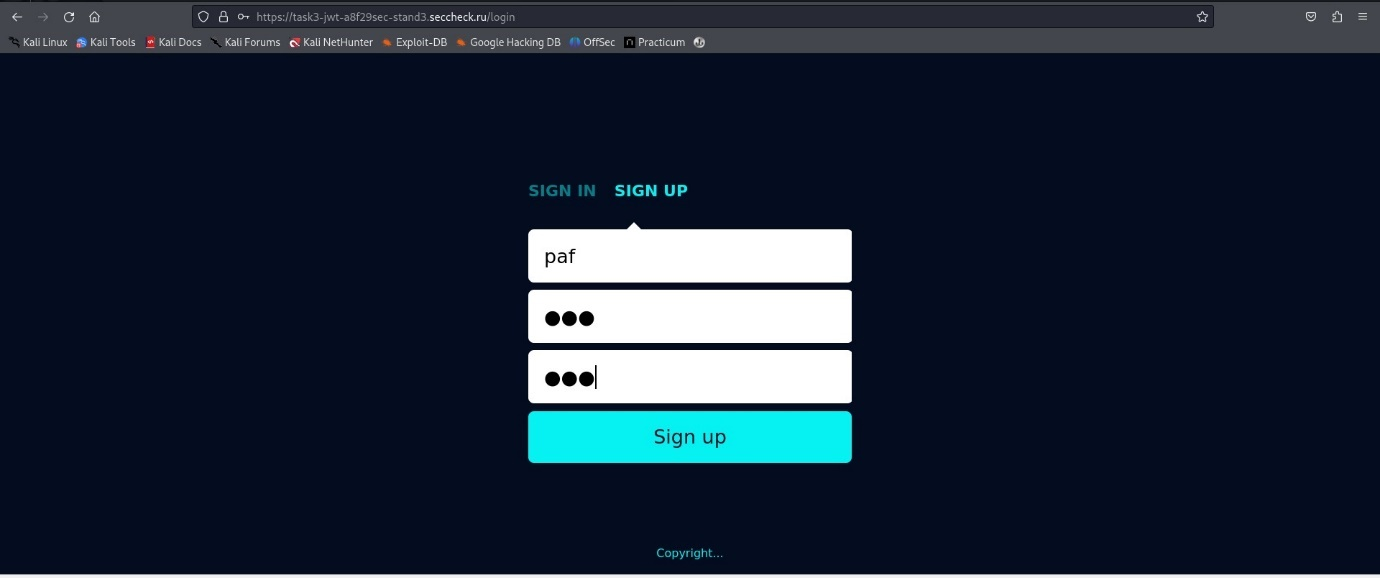 https://task3-jwt-a8f29sec-stand3.seccheck.ru/login
Kali Linux Kali Tools Kali Docs Kali Forums Kali NetHunter Exploit-DB Google Hacking DB OffSec Practicum
SIGN IN SIGN UP
paf
Sign up
Copyright...